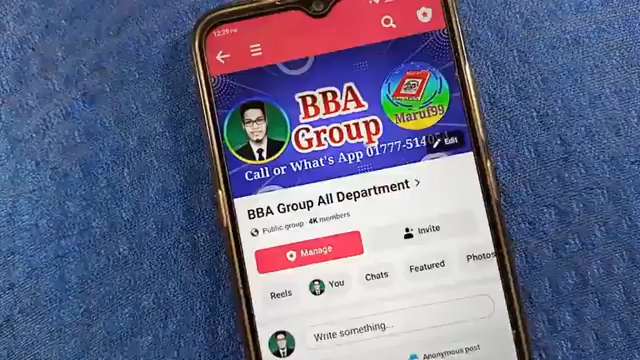 12:29 PM
BBA
Group
Maruf99
Call or What's App 01777-514
Edit
BBA Group All Department >
Public group · 4K members
Manage
Invite
Reels
You
Chats
Featured
Photos
Write something...
Anonymous post